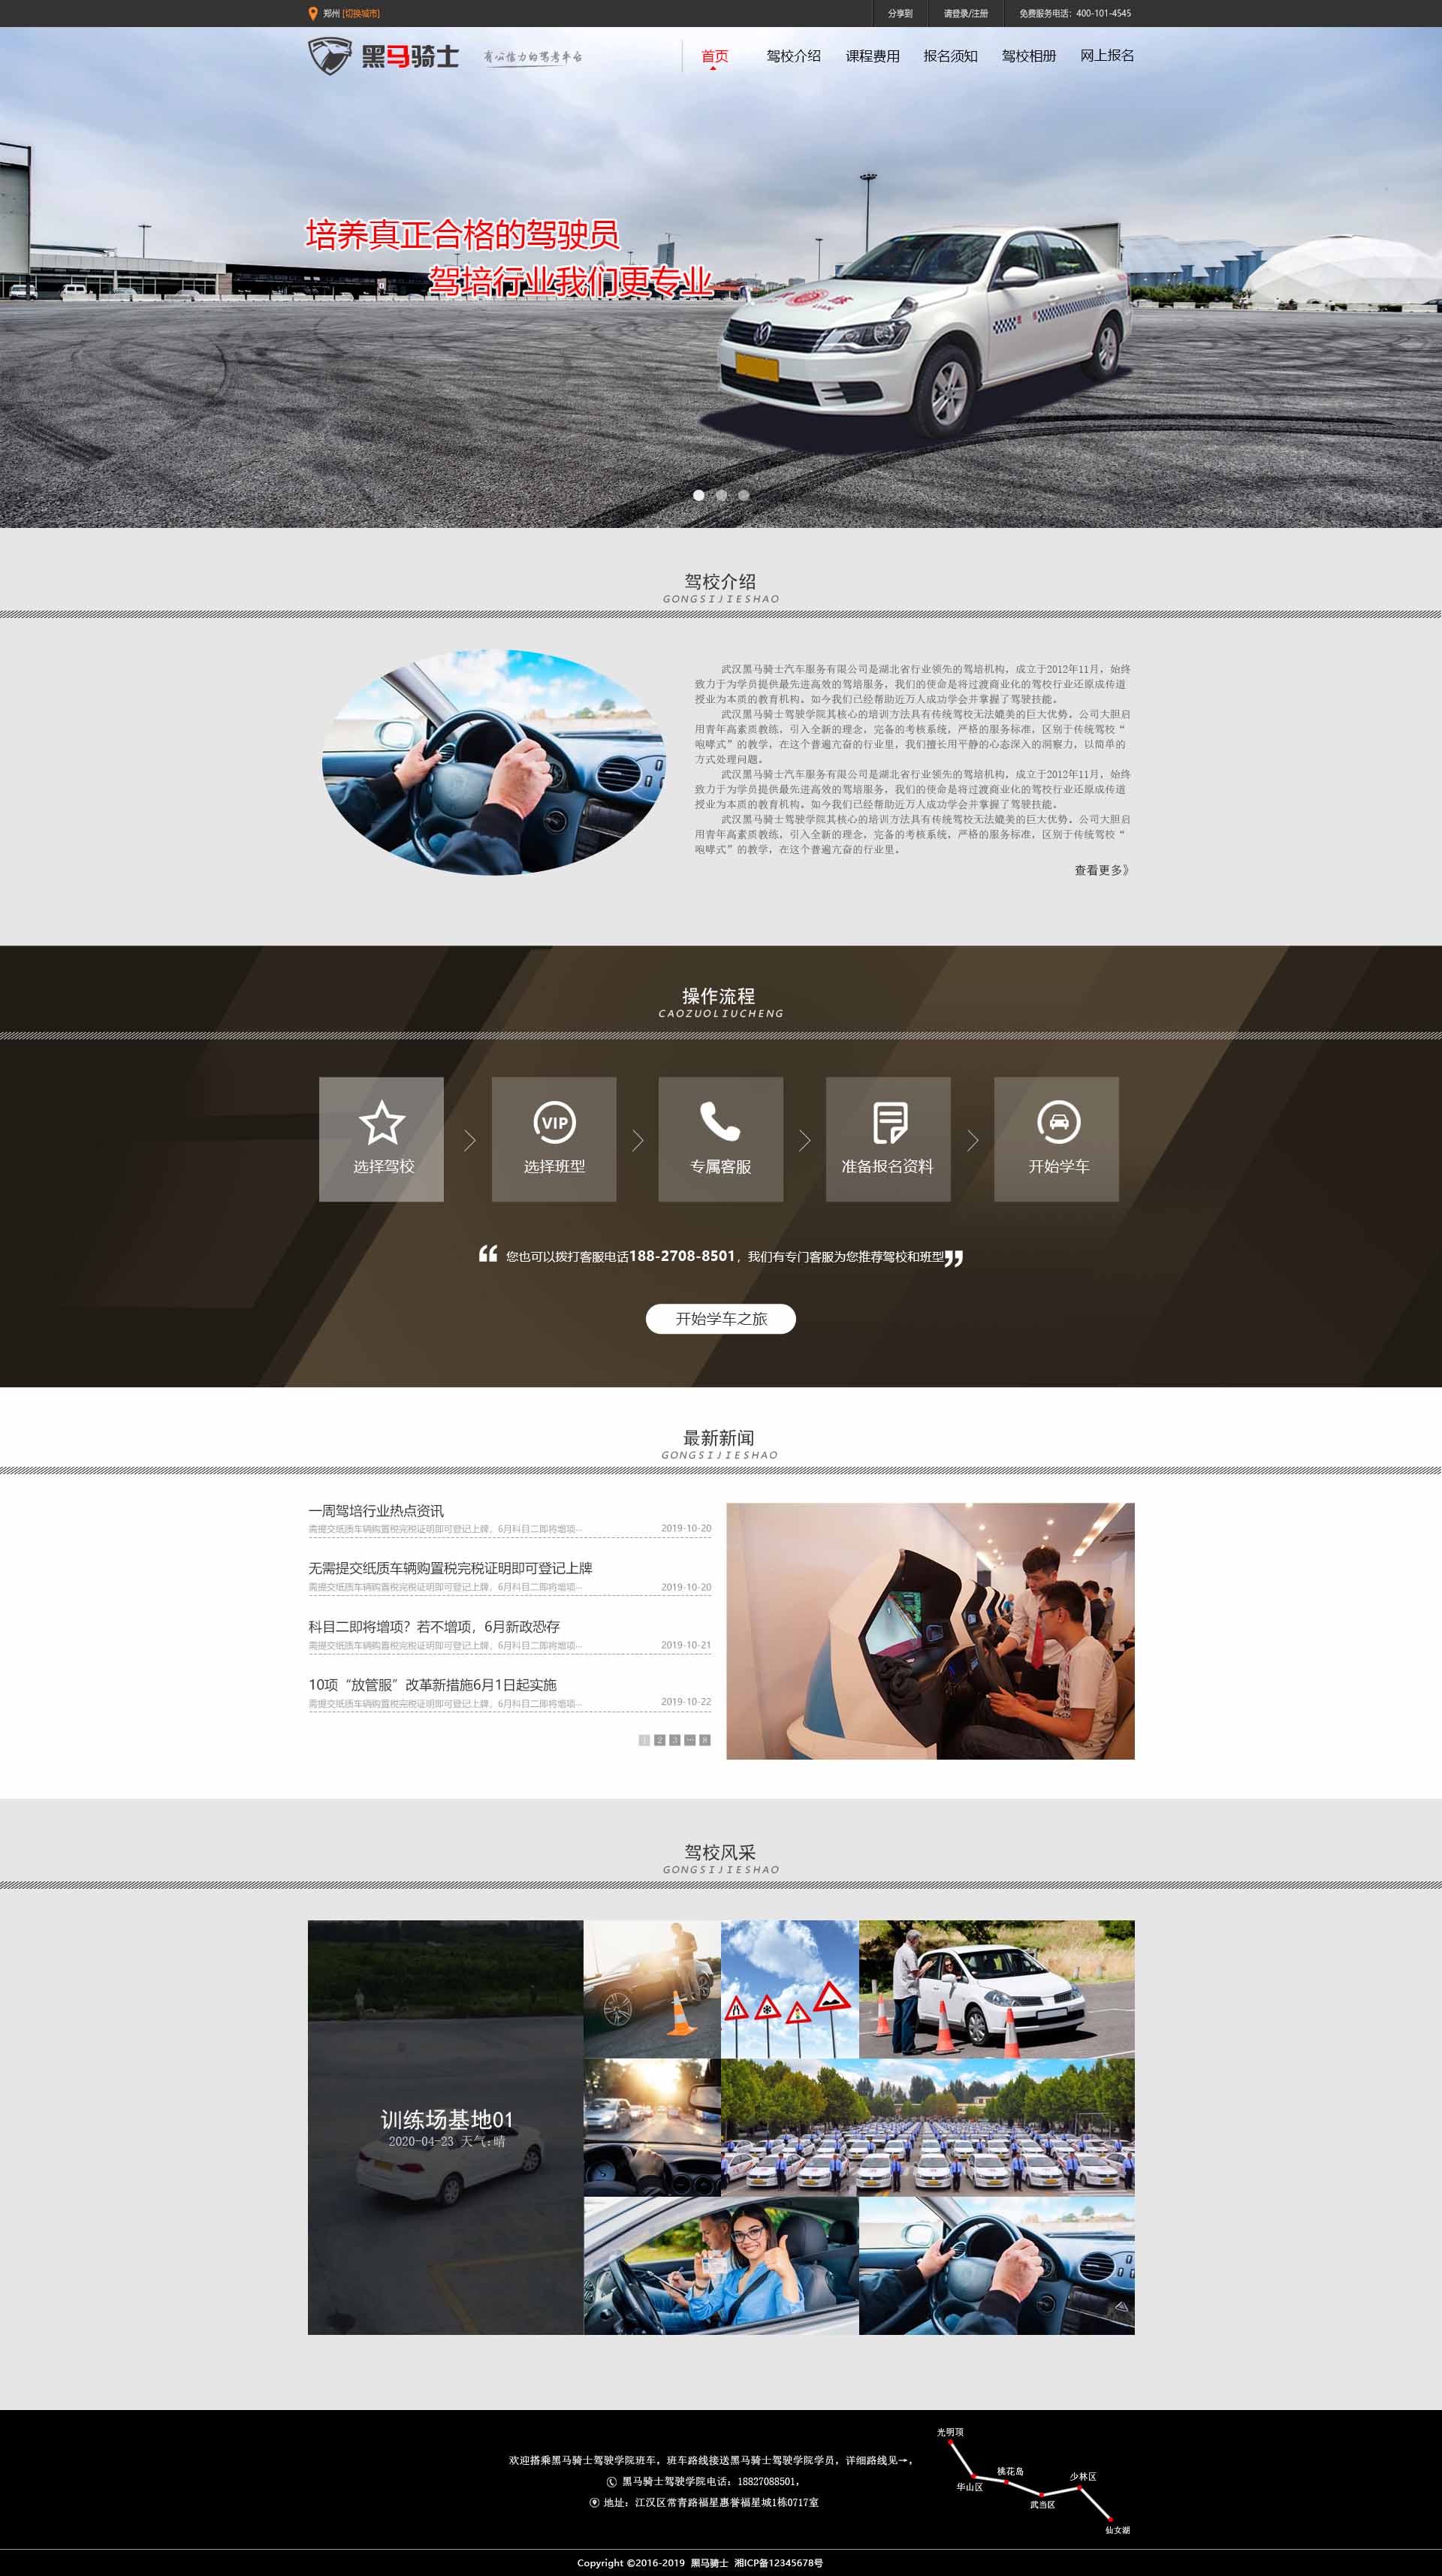 郑州 [切换城市]
分享到
请登录/注册
免费服务电话：400-101-4545
黑马骑士
有公信力的驾考平台
首页
驾校介绍
课程费用
报名须知
驾校相册
网上报名
培养真正合格的驾驶员
驾培行业我们更专业
驾校介绍
GONGSIJIESHAO
武汉黑马骑士汽车服务有限公司是湖北省行业领先的驾培机构，成立于2012年11月，始终
致力于为学员提供最先进高效的驾培服务，我们的使命是将过渡商业化的驾校行业还原成传道
授业为本质的教育机构。如今我们已经帮助近万人成功学会并掌握了驾驶技能。
武汉黑马骑士驾驶学院其核心的培训方法具有传统驾校无法媲美的巨大优势。公司大胆启
用青年高素质教练，引入全新的理念，完备的考核系统，严格的服务标准，区别于传统驾校“
咆哮式”的教学，在这个普遍亢奋的行业里，我们擅长用平静的心态深入的洞察力，以简单的
方式处理问题。
武汉黑马骑士汽车服务有限公司是湖北省行业领先的驾培机构，成立于2012年11月，始终
致力于为学员提供最先进高效的驾培服务，我们的使命是将过渡商业化的驾校行业还原成传道
授业为本质的教育机构。如今我们已经帮助近万人成功学会并掌握了驾驶技能。
武汉黑马骑士驾驶学院其核心的培训方法具有传统驾校无法媲美的巨大优势。公司大胆启
用青年高素质教练，引入全新的理念，完备的考核系统，严格的服务标准，区别于传统驾校“
咆哮式”的教学，在这个普遍亢奋的行业里。
查看更多》
操作流程
CAOZUOLIUCHENG
VIP
选择驾校
选择班型
专属客服
准备报名资料
开始学车
“您也可以拨打客服电话188-2708-8501，我们有专门客服为您推荐驾校和班型”
开始学车之旅
最新新闻
GONGSIJIESHAO
一周驾培行业热点资讯
需提交纸质车辆购置税完税证明即可登记上牌，6月科目二即将增项… 2019-10-20
无需提交纸质车辆购置税完税证明即可登记上牌
需提交纸质车辆购置税完税证明即可登记上牌，6月科目二即将增项… 2019-10-20
科目二即将增项？若不增项，6月新政恐存
需提交纸质车辆购置税完税证明即可登记上牌，6月科目二即将增项… 2019-10-21
10项“放管服”改革新措施6月1日起实施
需提交纸质车辆购置税完税证明即可登记上牌，6月科目二即将增项… 2019-10-22
1 2 3 … 8
驾校风采
GONGSIJIESHAO
训练场基地01
2020-04-23 天气:晴
欢迎搭乘黑马骑士驾驶学院班车，班车路线接送黑马骑士驾驶学院学员，详细路线见→，
黑马骑士驾驶学院电话：18827088501，
地址：江汉区常青路福星惠誉福星城1栋0717室
光明顶
华山区
桃花岛
武当区
少林区
仙女湖
Copyright ©2016-2019 黑马骑士 湘ICP备12345678号